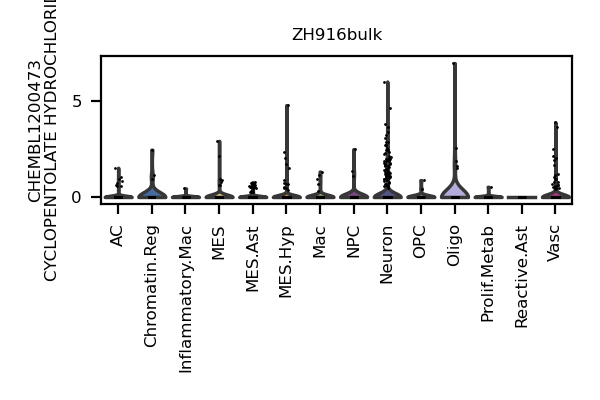 ZH916bulk
CHEMBL1200473
CYCLOPENTOLATE HYDROCHLORIDE
5
0
AC
Chromatin.Reg
Inflammatory.Mac
MES
MES.Ast
MES.Hyp
Mac
NPC
Neuron
OPC
Oligo
Prolif.Metab
Reactive.Ast
Vasc